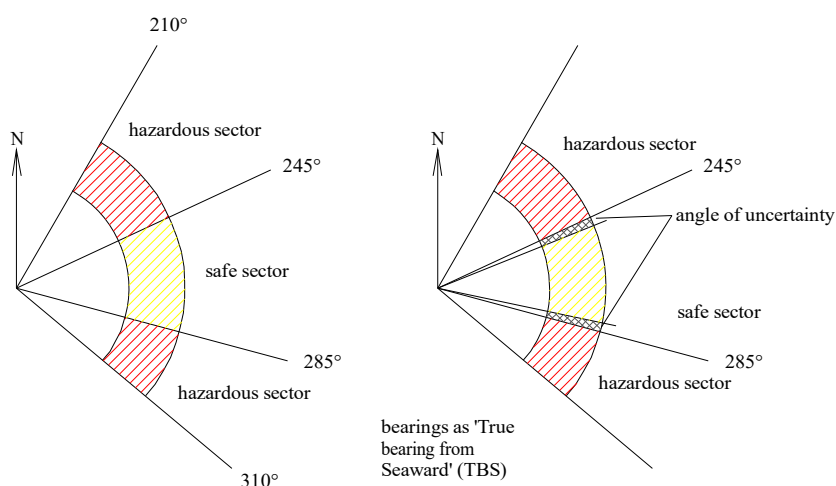 210°
hazardous sector
N
245°
safe sector
285°
hazardous sector
310°
N
hazardous sector
245°
angle of uncertainty
safe sector
285°
hazardous sector
bearings as 'True
bearing from
Seaward' (TBS)